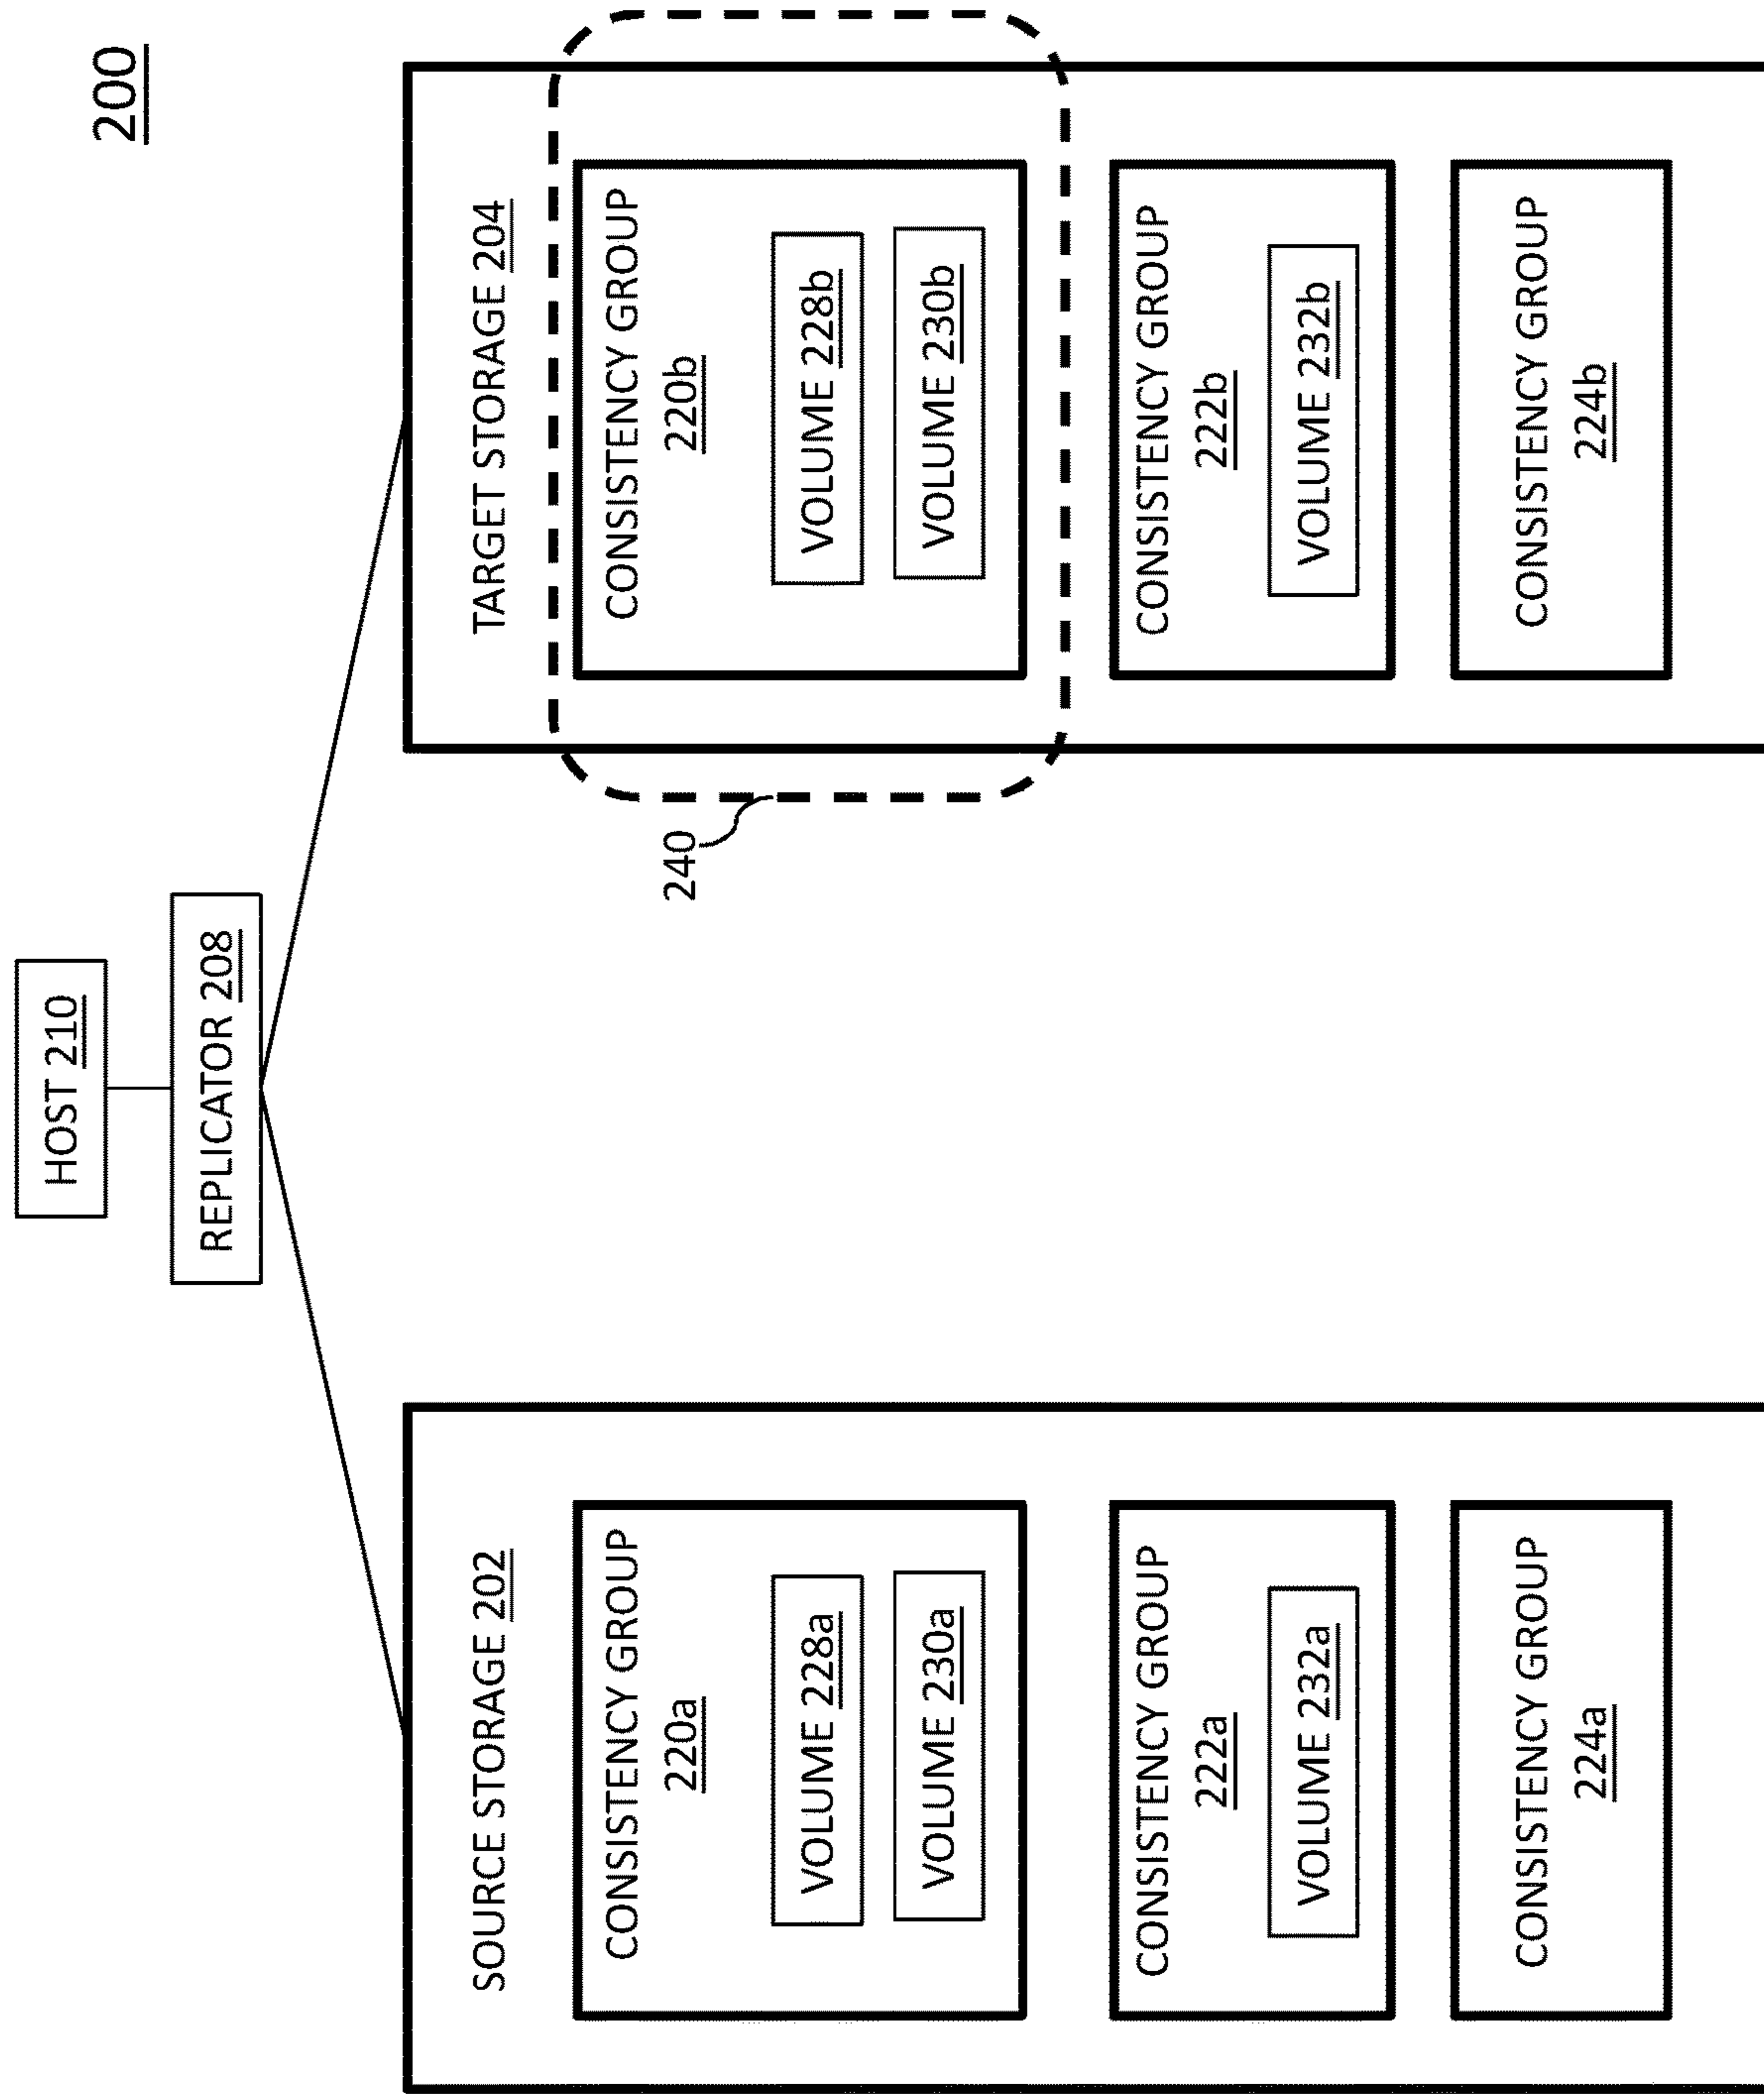 200
HOST 210
REPLICATOR 208
SOURCE STORAGE 202
CONSISTENCY GROUP
220a
VOLUME 228a
VOLUME 230a
CONSISTENCY GROUP
222a
VOLUME 232a
CONSISTENCY GROUP
224a
240
TARGET STORAGE 204
CONSISTENCY GROUP
220b
VOLUME 228b
VOLUME 230b
CONSISTENCY GROUP
222b
VOLUME 232b
CONSISTENCY GROUP
224b